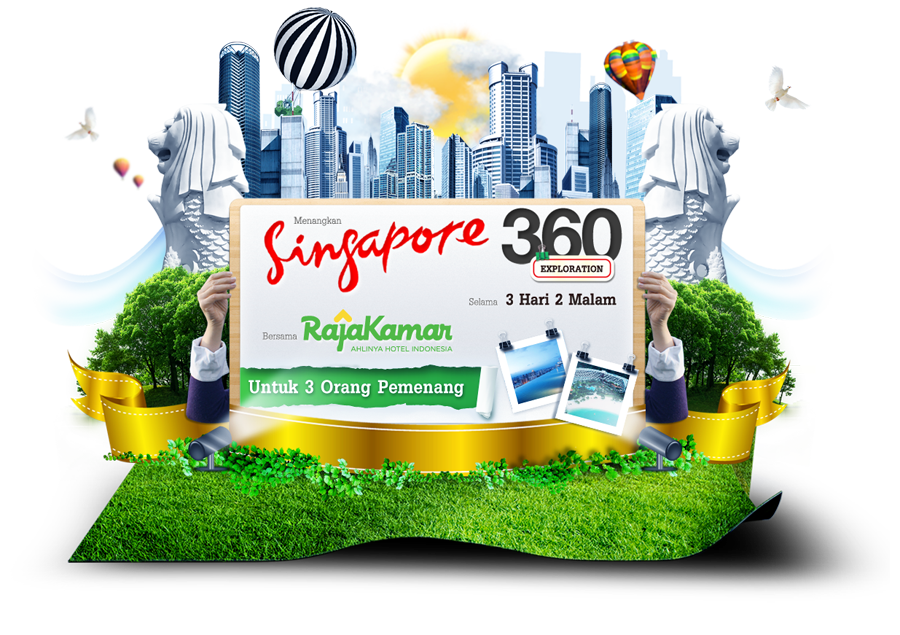 Menangkan
Singapore 360
EXPLORATION
Selama 3 Hari 2 Malam
Bersama RajaKamar
AHLINYA HOTEL INDONESIA
Untuk 3 Orang Pemenang